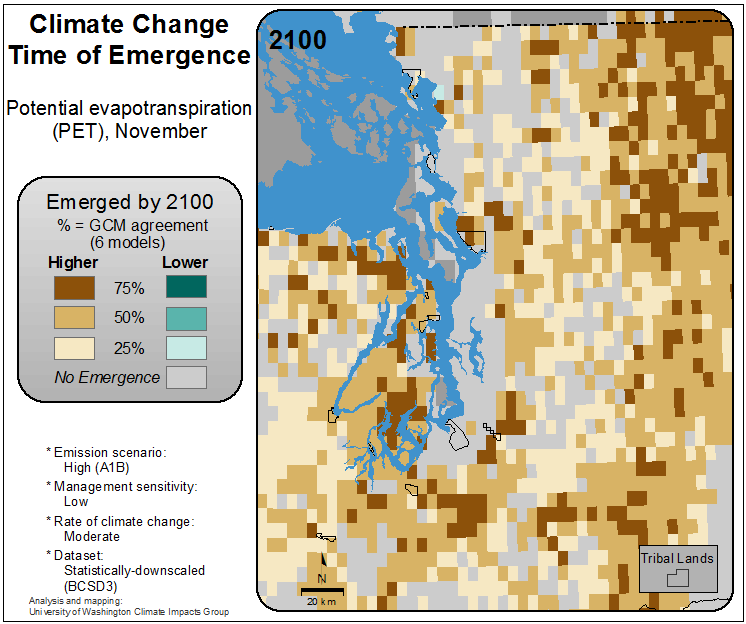 Climate Change
Time of Emergence
Potential evapotranspiration
(PET), November
Emerged by 2100
% = GCM agreement
(6 models)
Higher Lower
75%
50%
25%
No Emergence
* Emission scenario:
High (A1B)
* Management sensitivity:
Low
* Rate of climate change:
Moderate
* Dataset:
Statistically-downscaled
(BCSD3)
Analysis and mapping:
University of Washington Climate Impacts Group
2100
N
20 km
Tribal Lands